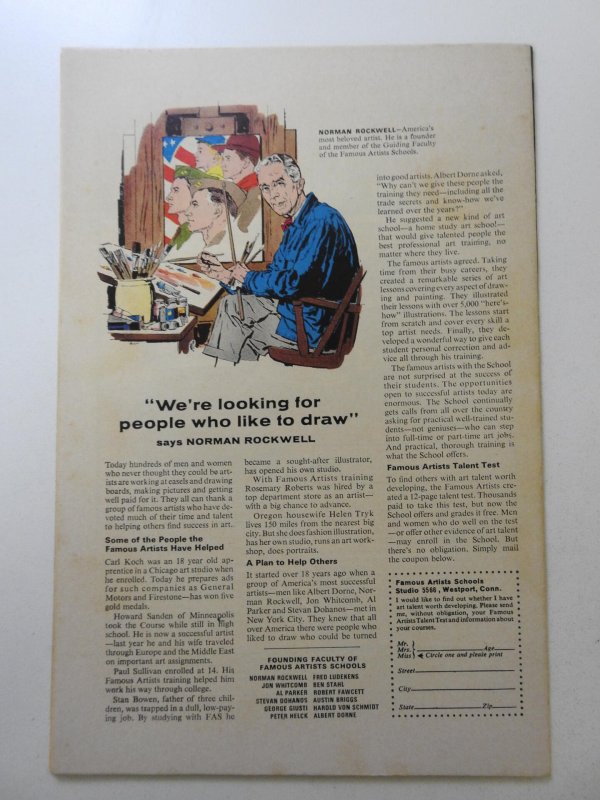 NORMAN ROCKWELL—America's
most beloved artist. He is a founder
and member of the Guiding Faculty
of the Famous Artists Schools.
"We're looking for
people who like to draw"
says NORMAN ROCKWELL
Today hundreds of men and women
who never thought they could be art-
ists are working at easels and drawing
boards, making pictures and getting
well paid for it. They all can thank a
group of famous artists who have de-
voted much of their time and talent
to helping others find success in art.
Some of the People the
Famous Artists Have Helped
Carl Koch was an 18 year old ap-
prentice in a Chicago art studio when
he enrolled. Today he prepares ads
for such companies as General
Motors and Firestone—has won five
gold medals.
Howard Sanden of Minneapolis
took the Course while still in high
school. He is now a successful artist
—last year he and his wife traveled
through Europe and the Middle East
on important art assignments.
Paul Sullivan enrolled at 14. His
Famous Artists training helped him
work his way through college.
Stan Bowen, father of three chil-
dren, was trapped in a dull, low-pay-
ing job. By studying with FAS he
became a sought-after illustrator,
has opened his own studio.
With Famous Artists training
Rosemary Roberts was hired by a
top department store as an artist—
with a big chance to advance.
Oregon housewife Helen Tryk
lives 150 miles from the nearest big
city. But she does fashion illustration,
has her own studio, runs an art work-
shop, does portraits.
A Plan to Help Others
It started over 18 years ago when a
group of America's most successful
artists—men like Albert Dorne, Nor-
man Rockwell, Jon Whitcomb, Al
Parker and Stevan Dohanos—met in
New York City. They knew that all
over America there were people who
liked to draw who could be turned
FOUNDING FACULTY OF
FAMOUS ARTISTS SCHOOLS
NORMAN ROCKWELL FRED LUDEKENS
JON WHITCOMB BEN STAHL
AL PARKER ROBERT FAWCETT
STEVAN DOHANOS AUSTIN BRIGGS
GEORGE GIUSTI HAROLD VON SCHMIDT
PETER HELCK ALBERT DORNE
into good artists. Albert Dorne asked,
"Why can't we give these people the
training they need—including all the
trade secrets and know-how we've
learned over the years?"
He suggested a new kind of art
school—a home study art school—
that would give talented people the
best professional art training, no
matter where they live.
The famous artists agreed. Taking
time from their busy careers, they
created a remarkable series of art
lessons covering every aspect of draw-
ing and painting. They illustrated
their lessons with over 5,000 "here's-
how" illustrations. The lessons start
from scratch and cover every skill a
top artist needs. Finally, they de-
veloped a wonderful way to give each
student personal correction and ad-
vice all through his training.
The famous artists with the School
are not surprised at the success of
their students. The opportunities
open to successful artists today are
enormous. The School continually
gets calls from all over the country
asking for practical well-trained stu-
dents—not geniuses—who can step
into full-time or part-time art jobs.
And practical, thorough training is
what the School offers.
Famous Artists Talent Test
To find others with art talent worth
developing, the Famous Artists cre-
ated a 12-page talent test. Thousands
paid to take this test, but now the
School offers and grades it free. Men
and women who do well on the test
—or offer other evidence of art talent
—may enroll in the School. But
there's no obligation. Simply mail
the coupon below.
Famous Artists Schools
Studio 5566, Westport, Conn.
I would like to find out whether I have
art talent worth developing. Please send
me, without obligation, your Famous
Artists Talent Test and information about
your courses.
Mr.
Mrs. Age
Miss Circle one and please print
Street
City
State Zip